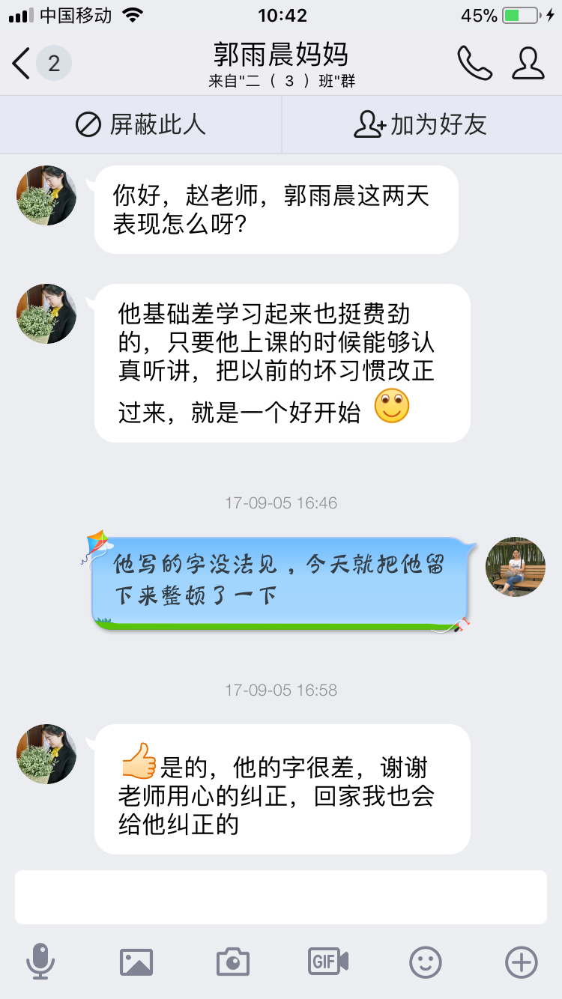 中国移动
10:42
45%
2
郭雨晨妈妈
来自"二（3）班"群
屏蔽此人
加为好友
你好，赵老师，郭雨晨这两天
表现怎么呀？
他基础差学习起来也挺费劲
的，只要他上课的时候能够认
真听讲，把以前的坏习惯改正
过来，就是一个好开始
17-09-05 16:46
他写的字没法见，今天就把他留
下来整顿了一下
17-09-05 16:58
是的，他的字很差，谢谢
老师用心的纠正，回家我也会
给他纠正的
GIF